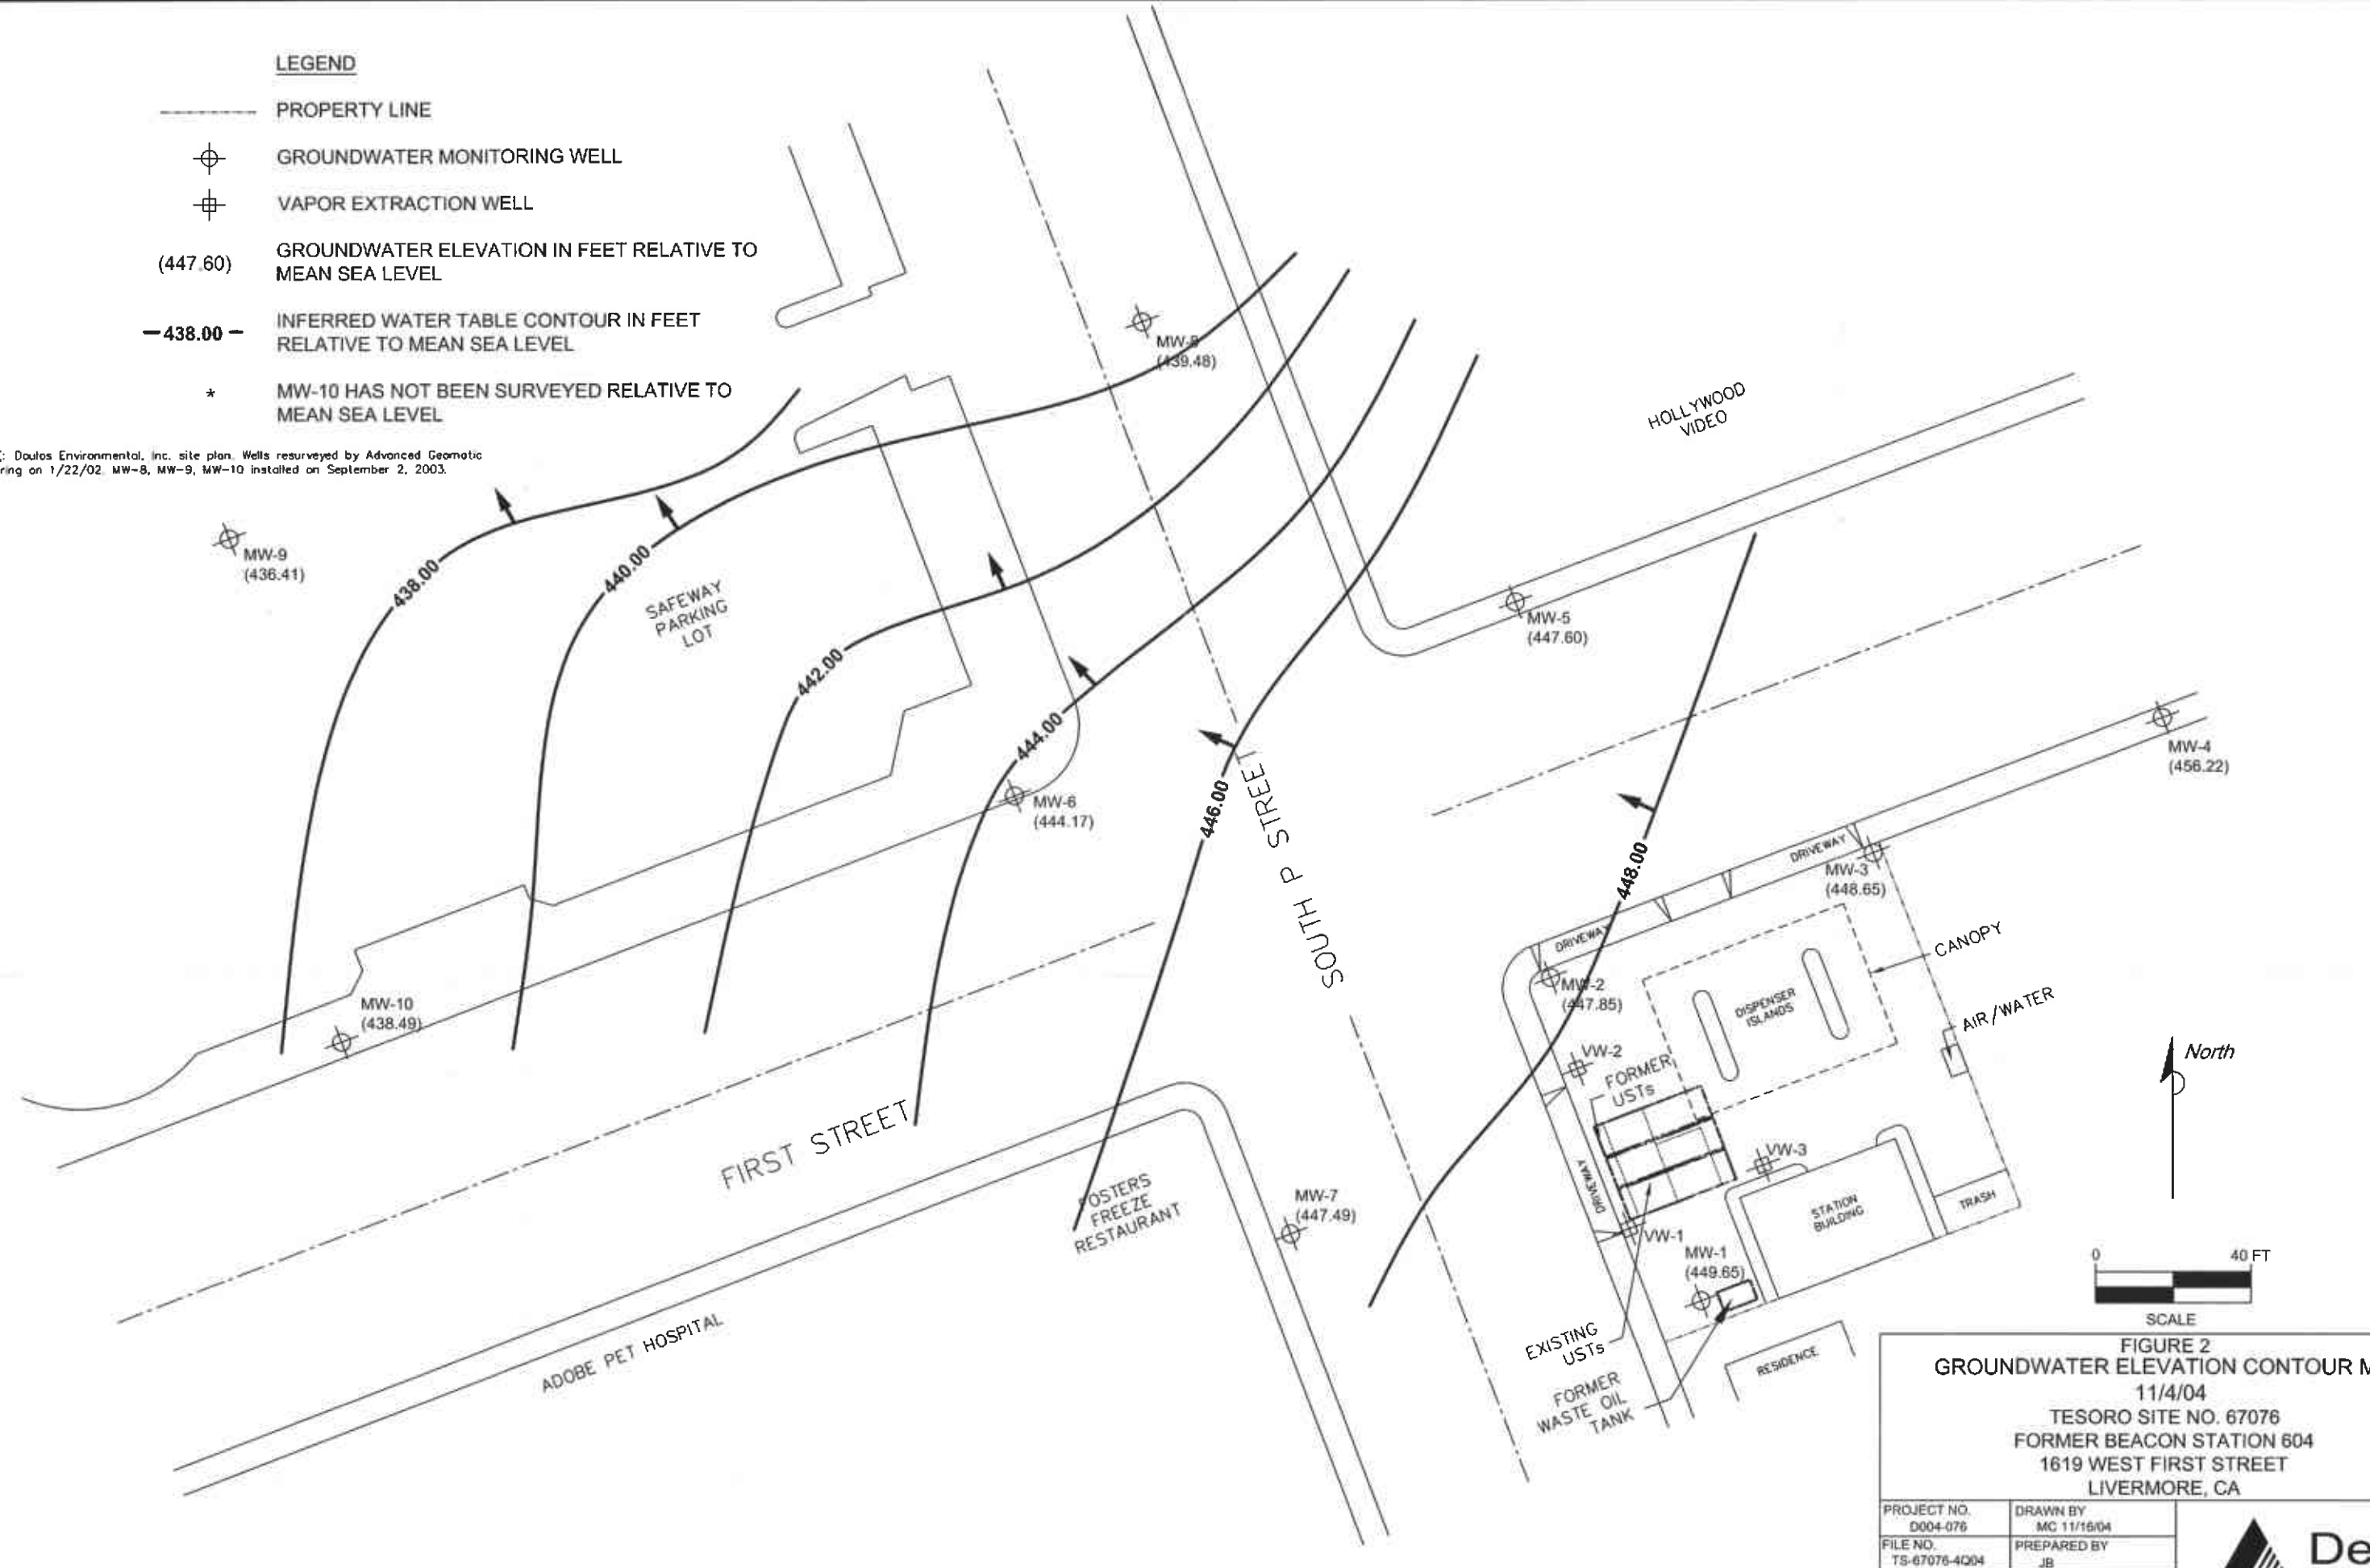 LEGEND
PROPERTY LINE
GROUNDWATER MONITORING WELL
VAPOR EXTRACTION WELL
(447.60)
GROUNDWATER ELEVATION IN FEET RELATIVE TO
MEAN SEA LEVEL
438.00
INFERRED WATER TABLE CONTOUR IN FEET
RELATIVE TO MEAN SEA LEVEL
*
MW-10 HAS NOT BEEN SURVEYED RELATIVE TO
MEAN SEA LEVEL
: Doulos Environmental, Inc. site plan. Wells resurveyed by Advanced Geomatic
ring on 1/22/02. MW-8, MW-9, MW-10 installed on September 2, 2003.
MW-8
(439.48)
HOLLYWOOD
VIDEO
MW-9
(436.41)
438.00
440.00
SAFEWAY
PARKING
LOT
442.00
444.00
MW-5
(447.60)
MW-6
(444.17)
446.00
SOUTH P STREET
448.00
MW-4
(456.22)
DRIVEWAY
MW-3
(448.65)
DRIVEWAY
CANOPY
MW-2
(447.85)
DISPENSER
ISLANDS
AIR/WATER
MW-10
(438.49)
VW-2
FORMER
USTs
North
FIRST STREET
FOSTERS
FREEZE
RESTAURANT
MW-7
(447.49)
DRIVEWAY
VW-3
STATION
BUILDING
TRASH
VW-1
MW-1
(449.65)
0
40 FT
SCALE
ADOBE PET HOSPITAL
EXISTING
USTs
RESIDENCE
FORMER
WASTE OIL
TANK
FIGURE 2
GROUNDWATER ELEVATION CONTOUR M
11/4/04
TESORO SITE NO. 67076
FORMER BEACON STATION 604
1619 WEST FIRST STREET
LIVERMORE, CA
PROJECT NO.
D004-076
DRAWN BY
MC 11/16/04
FILE NO.
TS-67076-4Q04
PREPARED BY
JB
De